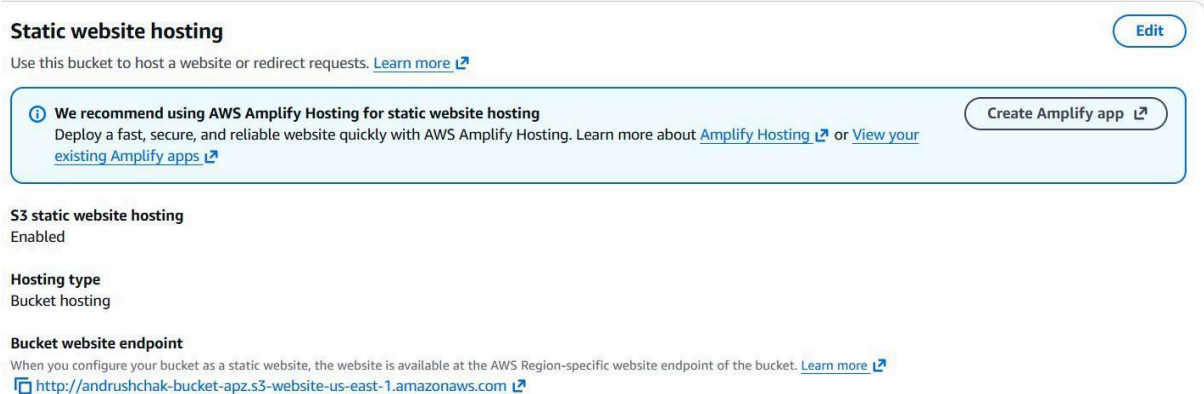 Static website hosting
Edit
Use this bucket to host a website or redirect requests. Learn more
We recommend using AWS Amplify Hosting for static website hosting
Create Amplify app
Deploy a fast, secure, and reliable website quickly with AWS Amplify Hosting. Learn more about Amplify Hosting or View your
existing Amplify apps
S3 static website hosting
Enabled
Hosting type
Bucket hosting
Bucket website endpoint
When you configure your bucket as a static website, the website is available at the AWS Region-specific website endpoint of the bucket. Learn more
http://andrushchak-bucket-apz.s3-website-us-east-1.amazonaws.com